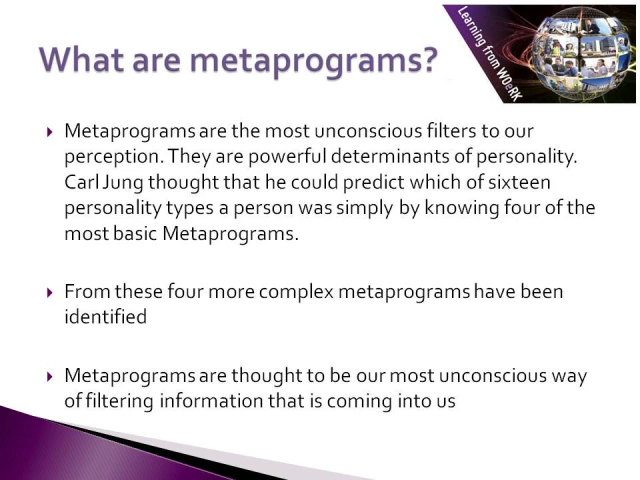 What are metaprograms?
Learning from WOeRK
Metaprograms are the most unconscious filters to our
perception. They are powerful determinants of personality.
Carl Jung thought that he could predict which of sixteen
personality types a person was simply by knowing four of the
most basic Metaprograms.
From these four more complex metaprograms have been
identified
Metaprograms are thought to be our most unconscious way
of filtering information that is coming into us